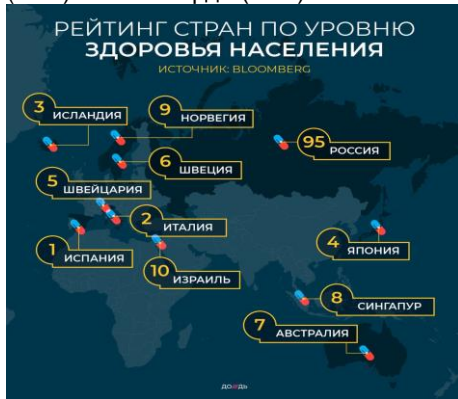 РЕЙТИНГ СТРАН ПО УРОВНЮ
ЗДОРОВЬЯ НАСЕЛЕНИЯ
ИСТОЧНИК: BLOOMBERG
3 ИСЛАНДИЯ
9 НОРВЕГИЯ
95 РОССИЯ
6 ШВЕЦИЯ
5 ШВЕЙЦАРИЯ
2 ИТАЛИЯ
1 ИСПАНИЯ
4 ЯПОНИЯ
10 ИЗРАИЛЬ
8 СИНГАПУР
7 АВСТРАЛИЯ
ДОЖДЬ